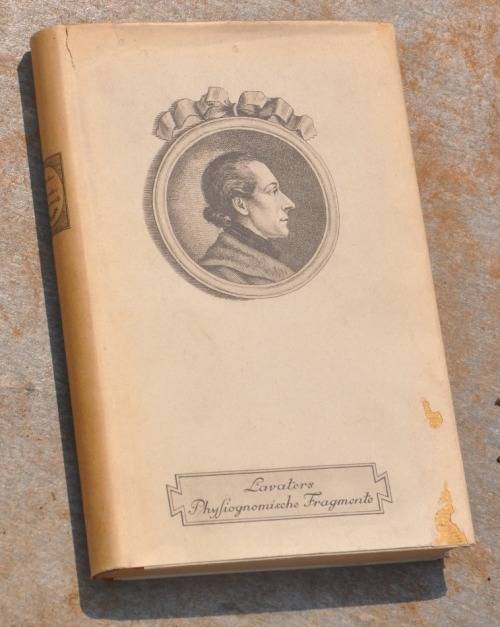 Lavaters
Physiognomische Fragmente